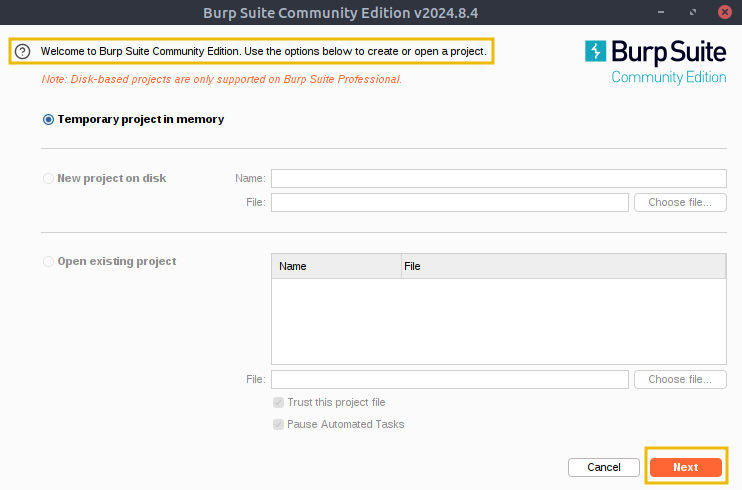 Burp Suite Community Edition v2024.8.4
Welcome to Burp Suite Community Edition. Use the options below to create or open a project.
Note: Disk-based projects are only supported on Burp Suite Professional.
Burp Suite
Community Edition
Temporary project in memory
New project on disk
Name:
File:
Choose file...
Open existing project
Name
File
File:
Choose file...
Trust this project file
Pause Automated Tasks
Cancel
Next